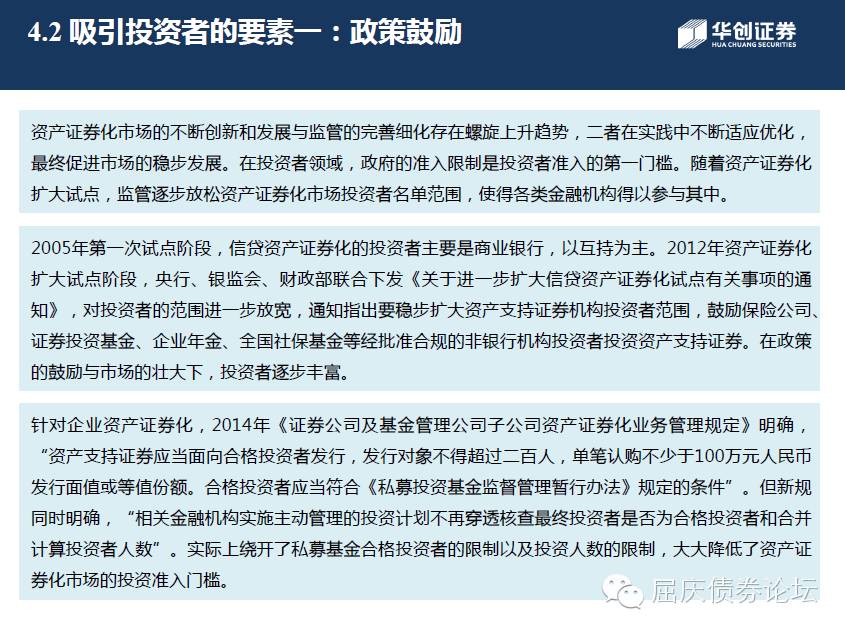 4.2 吸引投资者的要素一：政策鼓励
华创证券
HUA CHUANG SECURITIES
资产证券化市场的不断创新和发展与监管的完善细化存在螺旋上升趋势，二者在实践中不断适应优化，
最终促进市场的稳步发展。在投资者领域，政府的准入限制是投资者准入的第一门槛。随着资产证券化
扩大试点，监管逐步放松资产证券化市场投资者名单范围，使得各类金融机构得以参与其中。
2005年第一次试点阶段，信贷资产证券化的投资者主要是商业银行，以互持为主。2012年资产证券化
扩大试点阶段，央行、银监会、财政部联合下发《关于进一步扩大信贷资产证券化试点有关事项的通
知》，对投资者的范围进一步放宽，通知指出要稳步扩大资产支持证券机构投资者范围，鼓励保险公司、
证券投资基金、企业年金、全国社保基金等经批准合规的非银行机构投资者投资资产支持证券。在政策
的鼓励与市场的壮大下，投资者逐步丰富。
针对企业资产证券化，2014年《证券公司及基金管理公司子公司资产证券化业务管理规定》明确，
“资产支持证券应当面向合格投资者发行，发行对象不得超过二百人，单笔认购不少于100万元人民币
发行面值或等值份额。合格投资者应当符合《私募投资基金监督管理暂行办法》规定的条件”。但新规
同时明确，“相关金融机构实施主动管理的投资计划不再穿透核查最终投资者是否为合格投资者和合并
计算投资者人数”。实际上绕开了私募基金合格投资者的限制以及投资人数的限制，大大降低了资产证
券化市场的投资准入门槛。
屈庆债券论坛